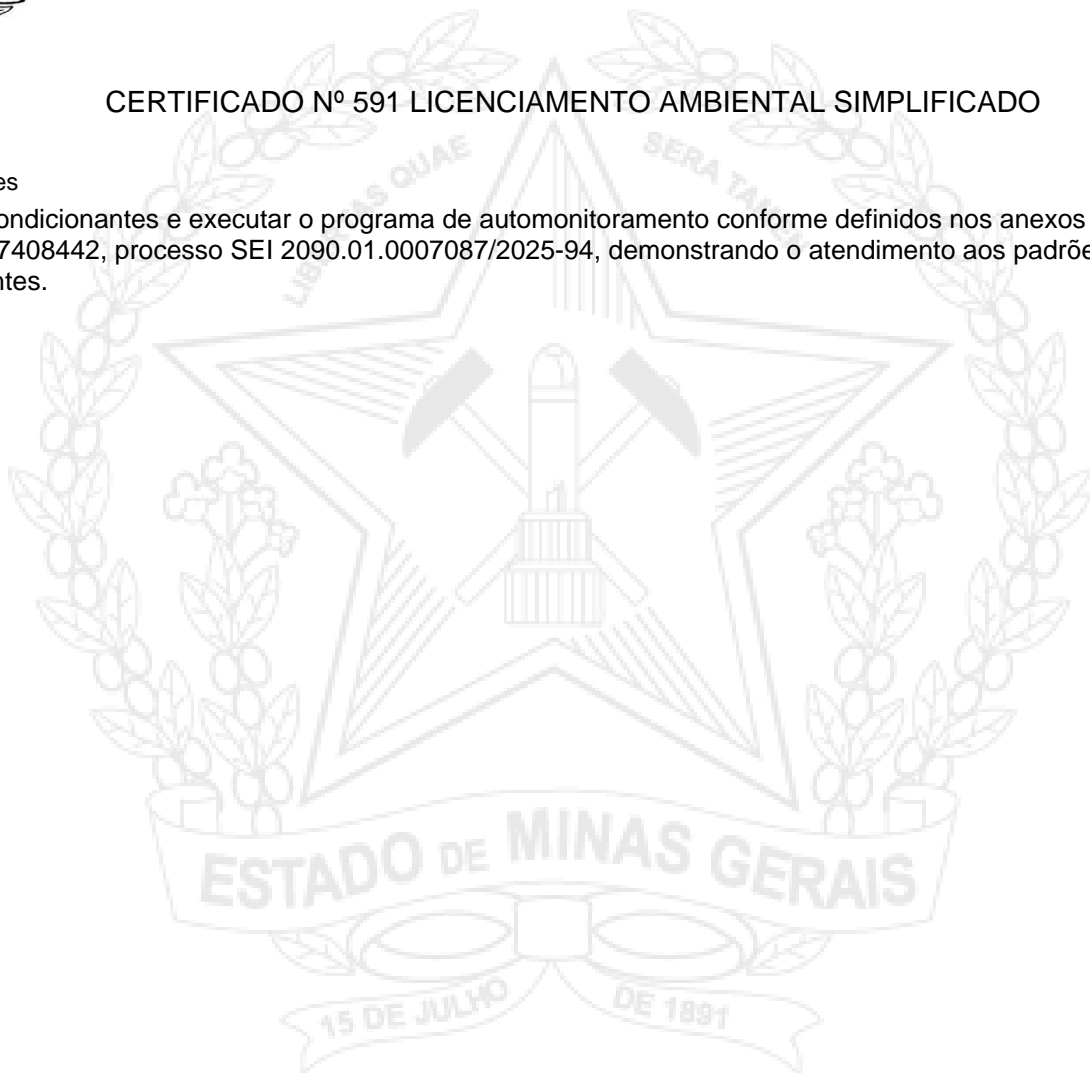 CERTIFICADO Nº 591 LICENCIAMENTO AMBIENTAL SIMPLIFICADO
es
ondicionantes e executar o programa de automonitoramento conforme definidos nos anexos
7408442, processo SEI 2090.01.0007087/2025-94, demonstrando o atendimento aos padrõe
ntes.
LIBERTAS QUAE SERA TAMEN
ESTADO DE MINAS GERAIS
15 DE JULHO DE 1891